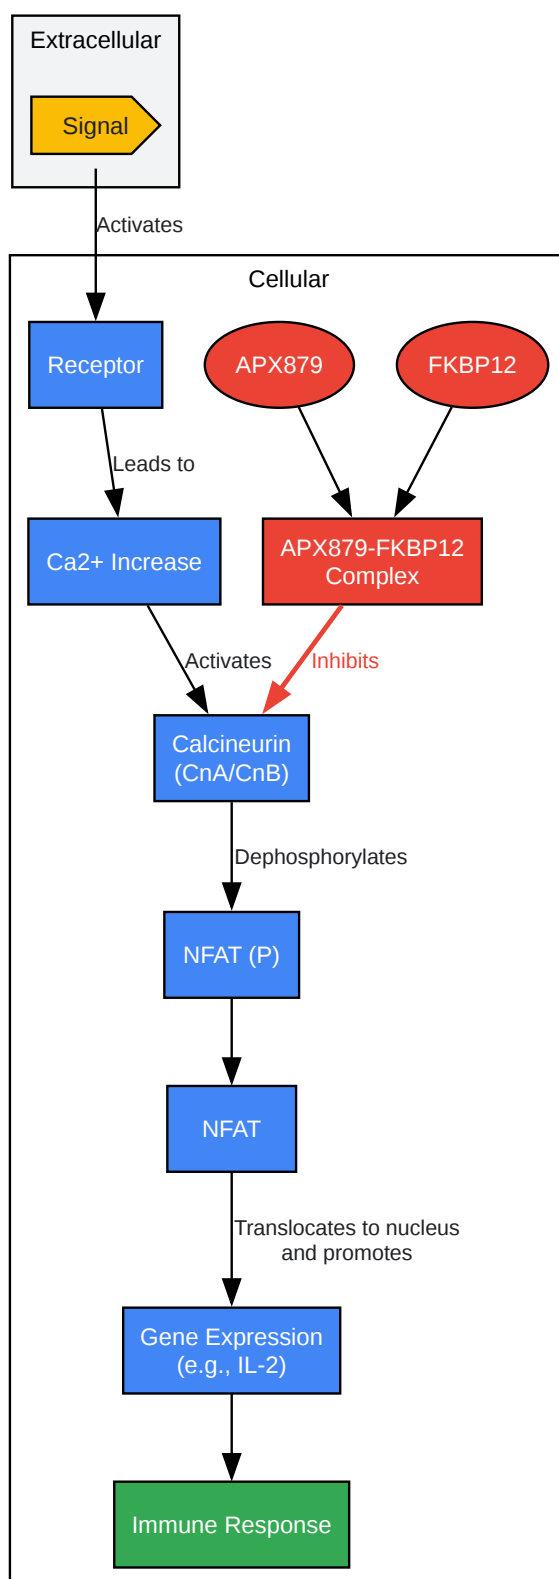 Extracellular
Signal
Activates
Cellular
Receptor
APX879
FKBP12
Leads to
Ca2+ Increase
APX879-FKBP12
Complex
Activates
Inhibits
Calcineurin
(CnA/CnB)
Dephosphorylates
NFAT (P)
NFAT
Translocates to nucleus
and promotes
Gene Expression
(e.g., IL-2)
Immune Response